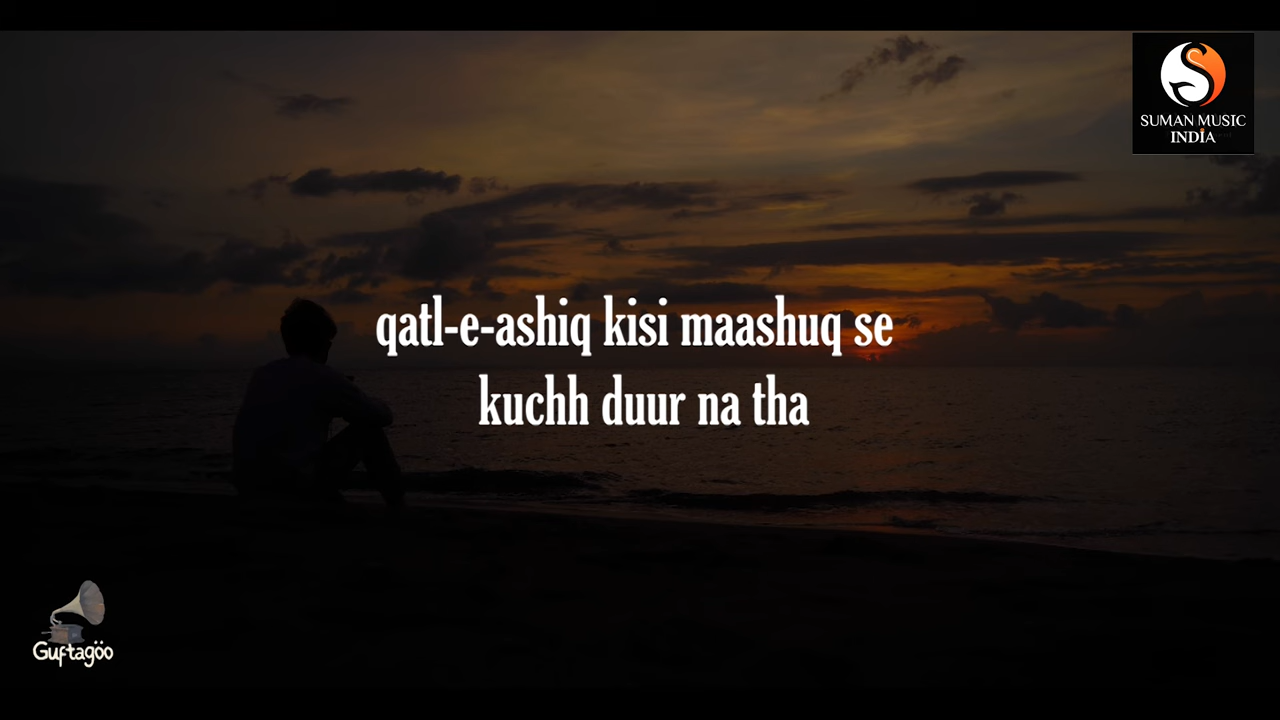 SUMAN MUSIC
INDIA
qatl-e-ashiq kisi maashuq se
kuchh duur na tha
Guftagöo